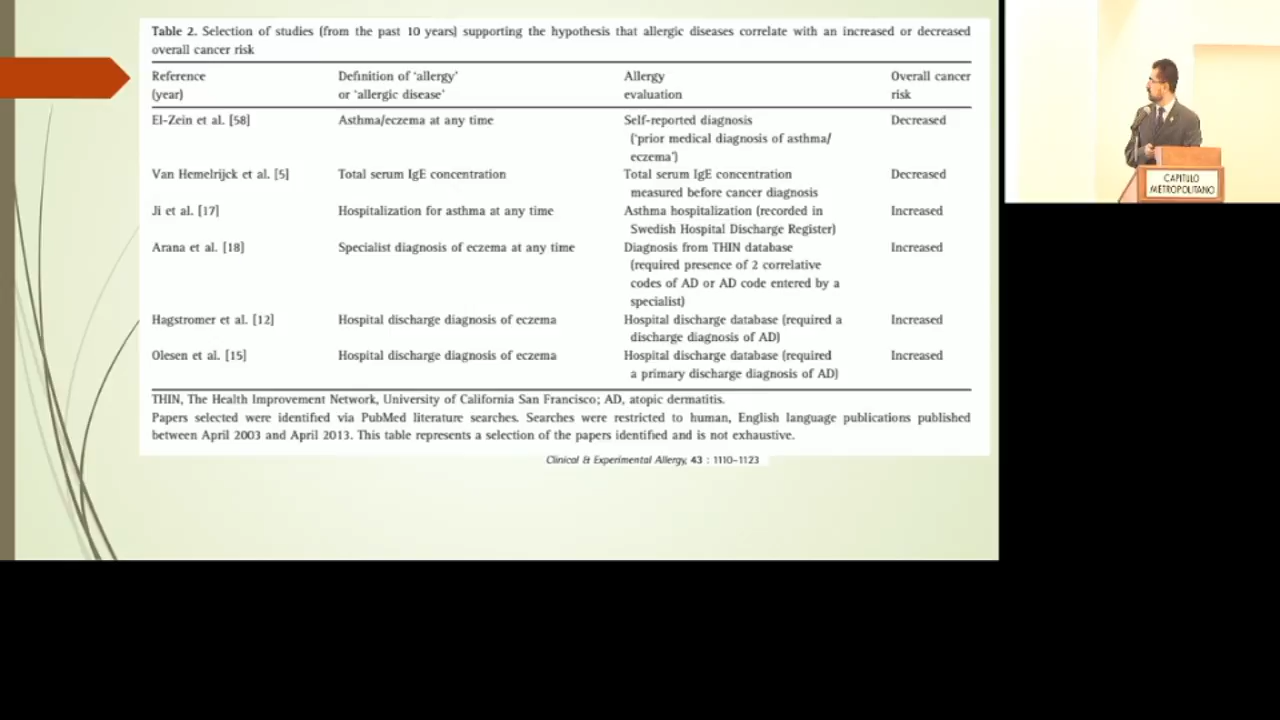 Table 2. Selection of studies (from the past 10 years) supporting the hypothesis that allergic diseases correlate with an increased or decreased
overall cancer risk
Reference (year) Definition of ‘allergy’ or ‘allergic disease’ Allergy evaluation Overall cancer risk
El-Zein et al. [58] Asthma/eczema at any time Self-reported diagnosis Decreased
(‘prior medical diagnosis of asthma/
eczema’)
Van Hemelrijck et al. [5] Total serum IgE concentration Total serum IgE concentration Decreased
measured before cancer diagnosis
Ji et al. [17] Hospitalization for asthma at any time Asthma hospitalization (recorded in Increased
Swedish Hospital Discharge Register)
Arana et al. [18] Specialist diagnosis of eczema at any time Diagnosis from THIN database Increased
(required presence of 2 correlative
codes of AD or AD code entered by a
specialist)
Hagstromer et al. [12] Hospital discharge diagnosis of eczema Hospital discharge database (required a Increased
discharge diagnosis of AD)
Olesen et al. [15] Hospital discharge diagnosis of eczema Hospital discharge database (required Increased
a primary discharge diagnosis of AD)
THIN, The Health Improvement Network, University of California San Francisco; AD, atopic dermatitis.
Papers selected were identified via PubMed literature searches. Searches were restricted to human, English language publications published
between April 2003 and April 2013. This table represents a selection of the papers identified and is not exhaustive.
Clinical & Experimental Allergy, 43 : 1110–1123
CAPITULO
METROPOLITANO